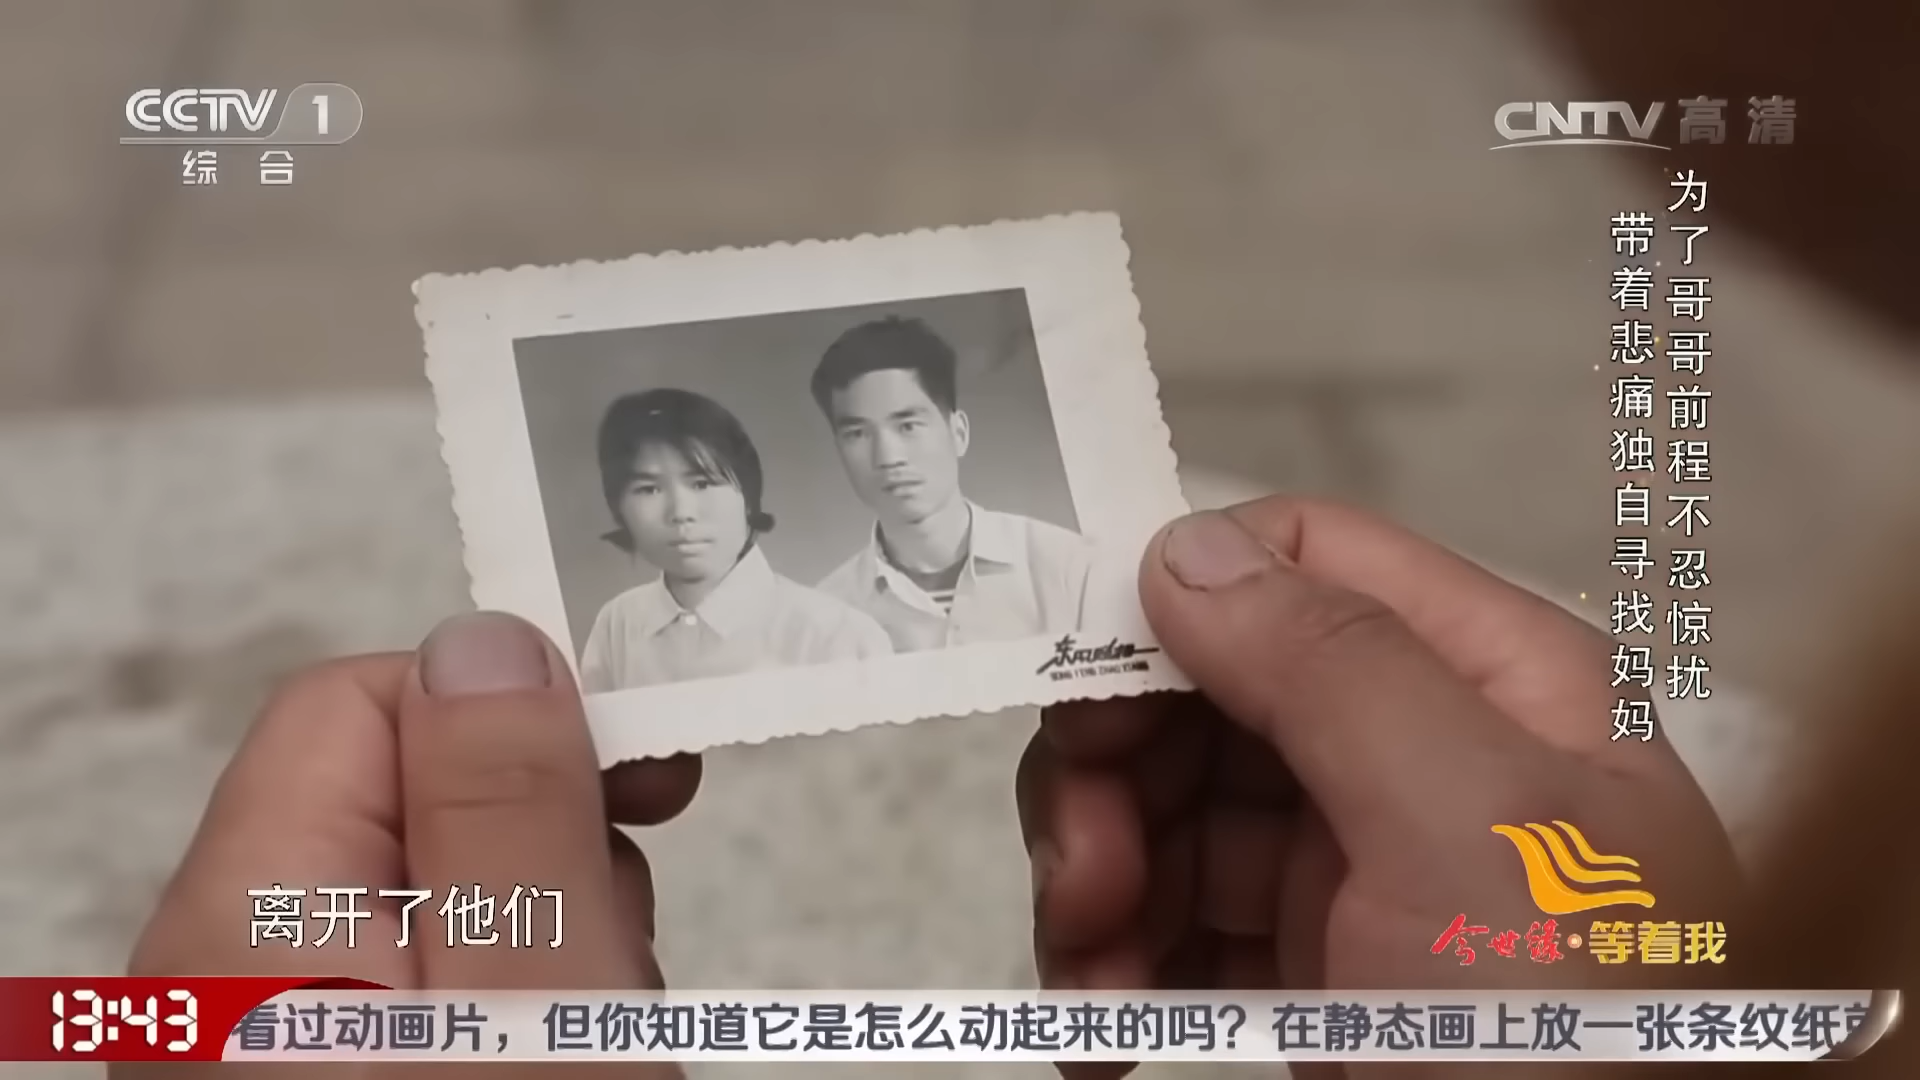 CCTV 1
综合
CNTV 高清
为了哥哥前程不忍惊扰
带着悲痛独自寻找妈妈
离开了他们
今世缘·等着我
13:43
看过动画片，但你知道它是怎么动起来的吗？在静态画上放一张条纹纸